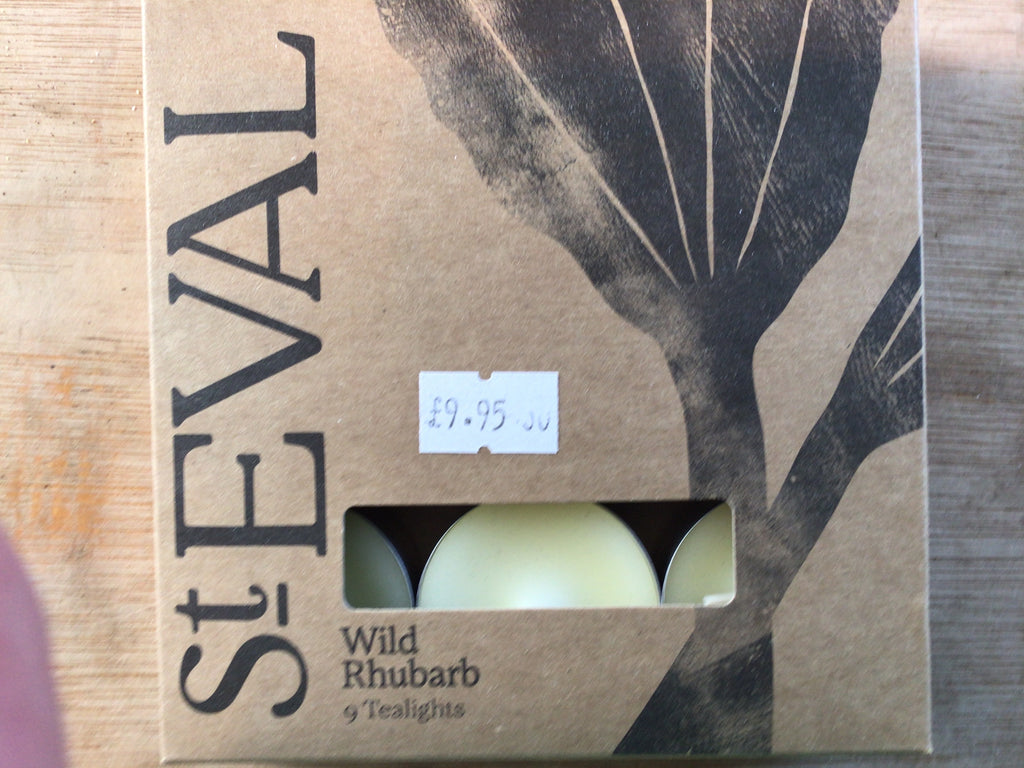 St EVAL
£9.95
Wild
Rhubarb
9 Tealights